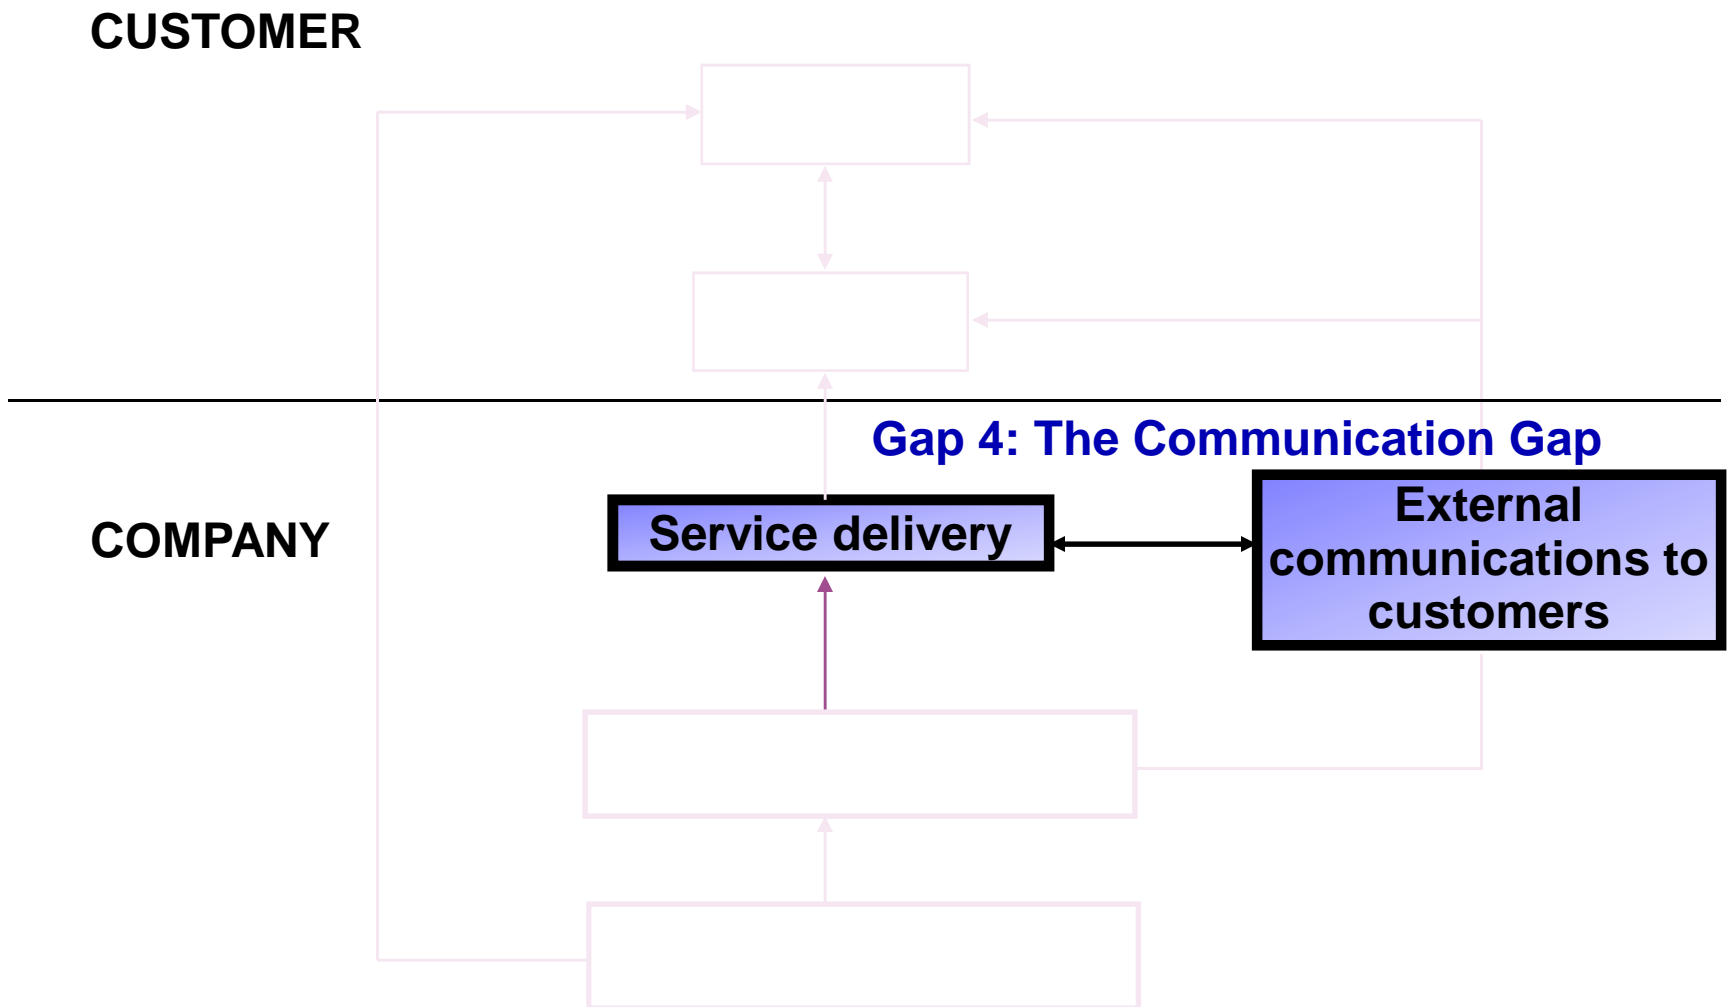 CUSTOMER
Gap 4: The Communication Gap
COMPANY
Service delivery
External
communications to
customers